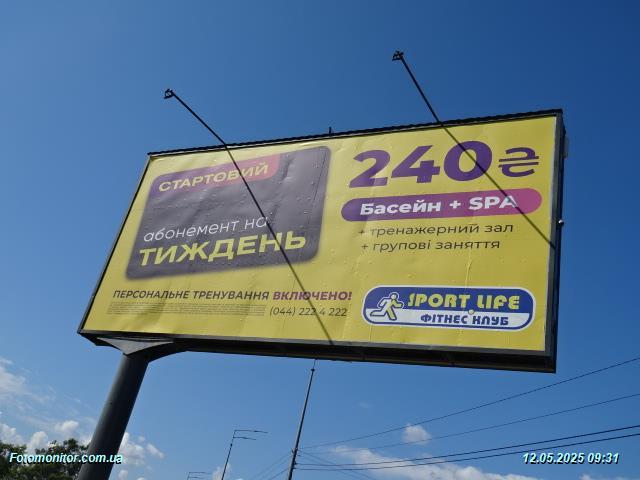 СТАРТОВИЙ
абонемент на
ТИЖДЕНЬ
240₴
Басейн + SPA
+ тренажерний зал
+ групові заняття
ПЕРСОНАЛЬНЕ ТРЕНУВАННЯ ВКЛЮЧЕНО!
(044) 222 4 222
SPORT LIFE
ФІТНЕС КЛУБ
Fotomonitor.com.ua
12.05.2025 09:31